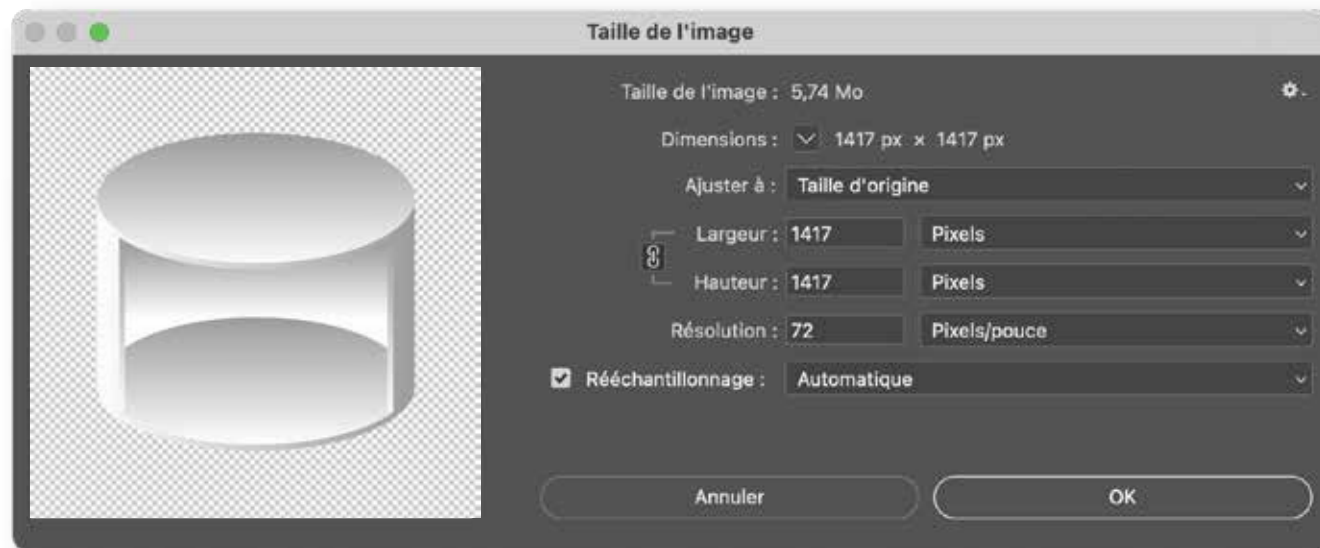 Taille de l'image
Taille de l'image : 5,74 Mo
Dimensions : 1417 px × 1417 px
Ajuster à : Taille d'origine
Largeur : 1417 Pixels
Hauteur : 1417 Pixels
Résolution : 72 Pixels/pouce
Rééchantillonnage : Automatique
Annuler OK